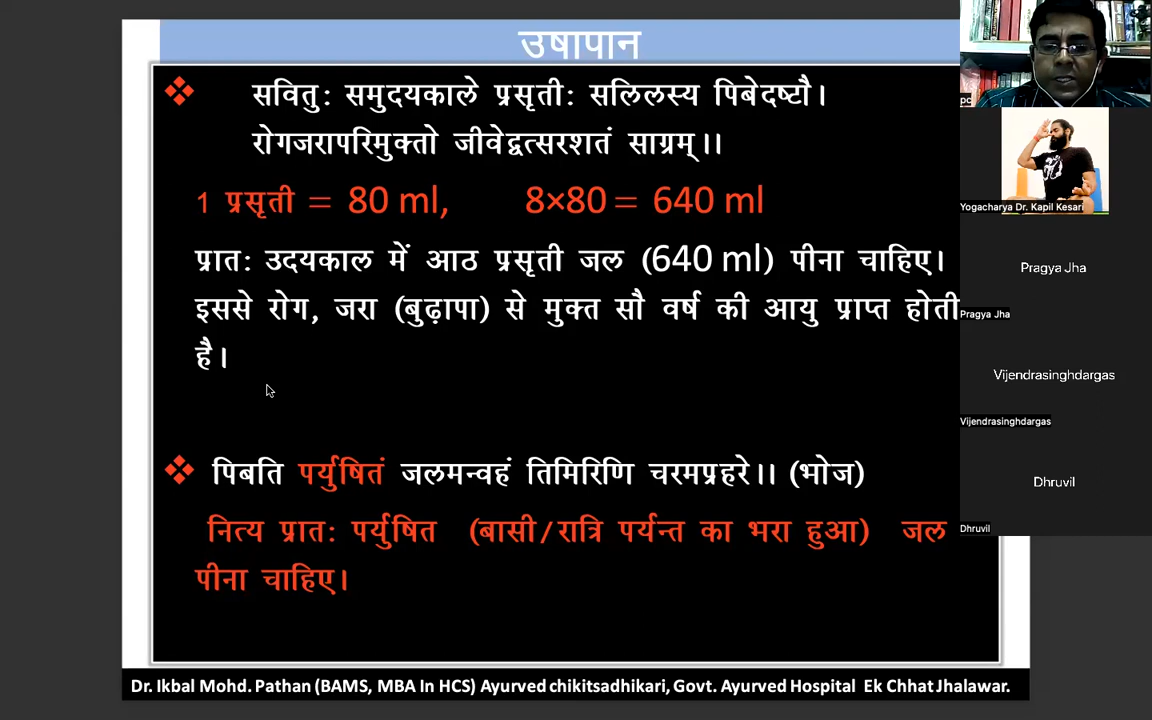 उषापान
❖ सवितु: समुदयकाले प्रसृती: सलिलस्य पिबेदष्टौ।
रोगजरापरिमुक्तो जीवेद्वत्सरशतं साग्रम्।।
1 प्रसृती = 80 ml, 8×80 = 640 ml
प्रात: उदयकाल में आठ प्रसृती जल (640 ml) पीना चाहिए।
इससे रोग, जरा (बुढ़ापा) से मुक्त सौ वर्ष की आयु प्राप्त होती
है।
❖ पिबति पर्युषितं जलमन्वहं तिमिरिणि चरमप्रहरे।। (भोज)
नित्य प्रात: पर्युषित (बासी/रात्रि पर्यन्त का भरा हुआ) जल
पीना चाहिए।
Dr. Ikbal Mohd. Pathan (BAMS, MBA In HCS) Ayurved chikitsadhikari, Govt. Ayurved Hospital Ek Chhat Jhalawar.
pc
Yogacharya Dr. Kapil Kesari
Pragya Jha
Pragya Jha
Vijendrasinghdargas
Vijendrasinghdargas
Dhruvil
Dhruvil